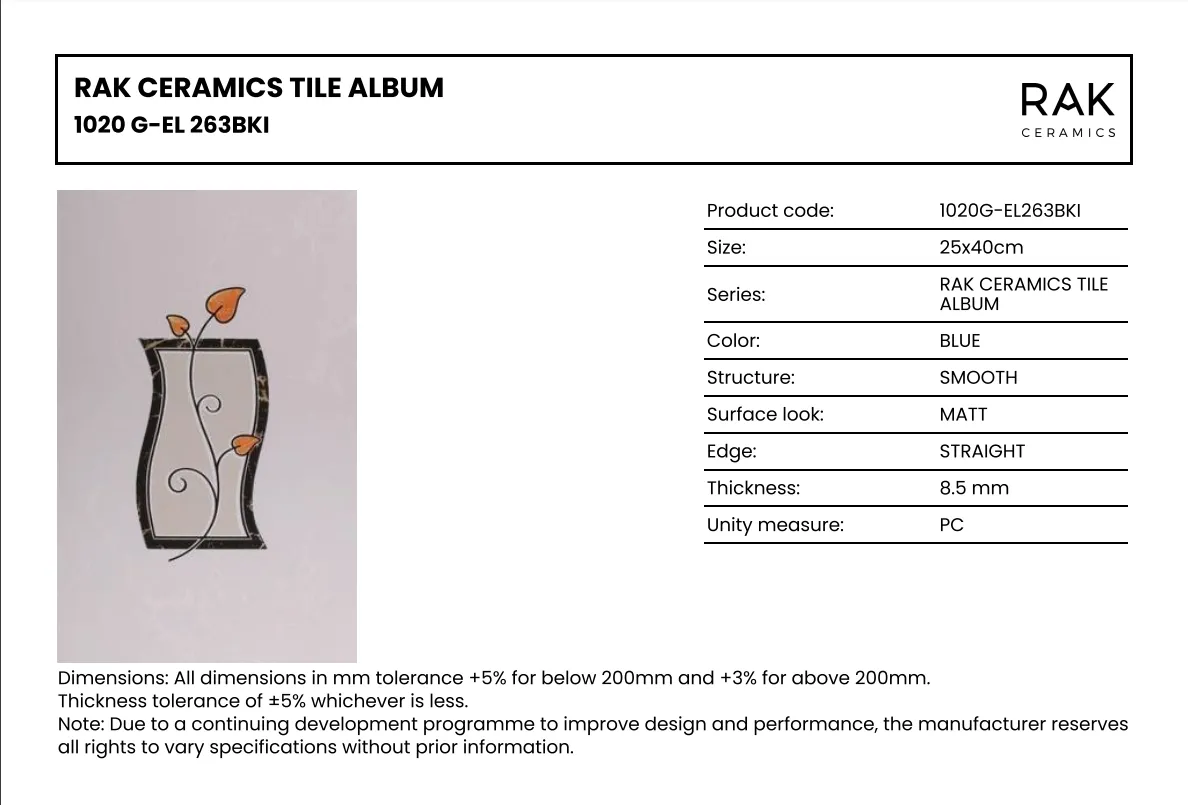 RAK CERAMICS TILE ALBUM
1020 G-EL 263BKI
RAK
CERAMICS
Product code: 1020G-EL263BKI
Size: 25x40cm
Series: RAK CERAMICS TILE
ALBUM
Color: BLUE
Structure: SMOOTH
Surface look: MATT
Edge: STRAIGHT
Thickness: 8.5 mm
Unity measure: PC
Dimensions: All dimensions in mm tolerance +5% for below 200mm and +3% for above 200mm.
Thickness tolerance of ±5% whichever is less.
Note: Due to a continuing development programme to improve design and performance, the manufacturer reserves
all rights to vary specifications without prior information.